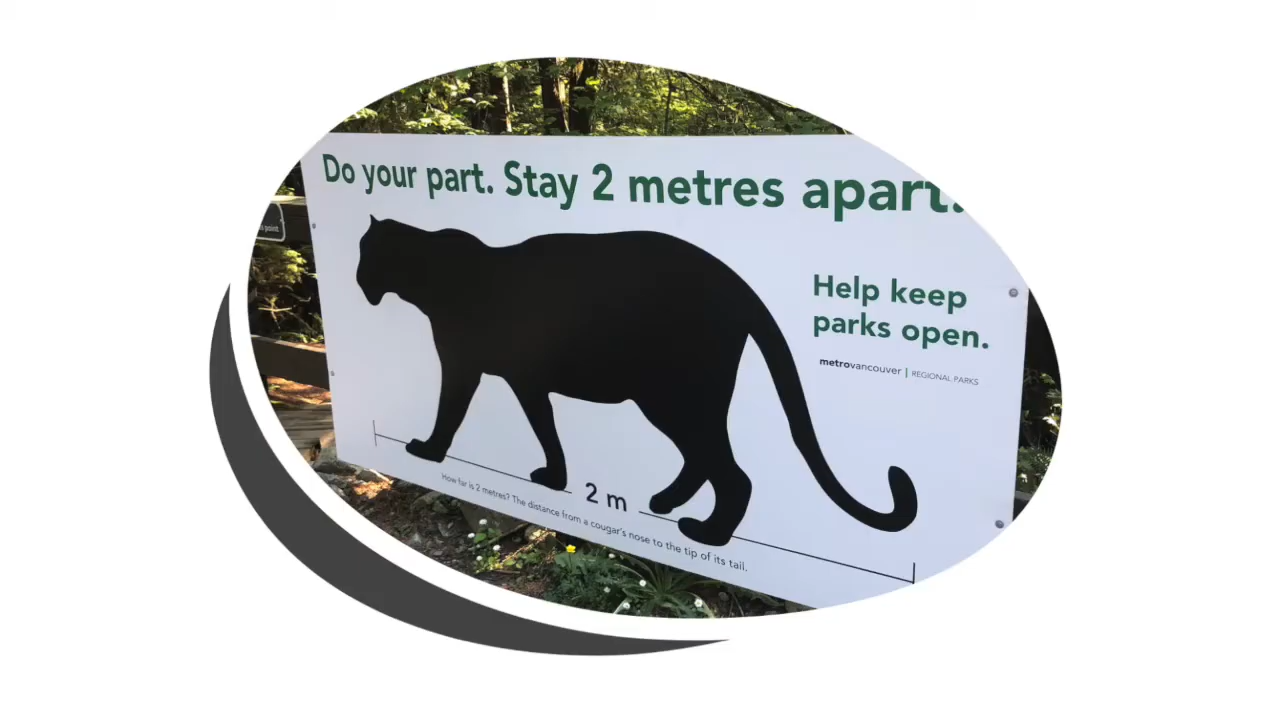 Do your part. Stay 2 metres apart.
point
Help keep
parks open.
metrovancouver | REGIONAL PARKS
2 m
How far is 2 metres? The distance from a cougar's nose to the tip of its tail.